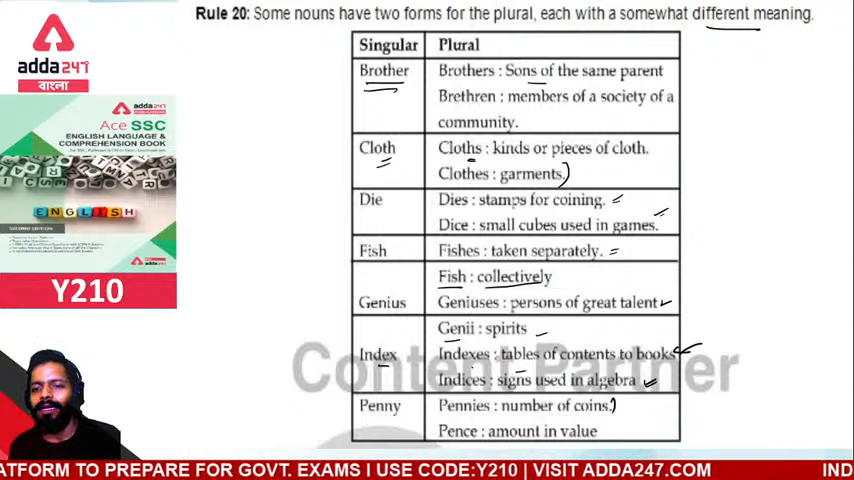 Rule 20: Some nouns have two forms for the plural, each with a somewhat different meaning.
adda247
বাংলা
adda247
Ace SSC
ENGLISH LANGUAGE &
COMPREHENSION BOOK
ENGLISH
SECOND EDITION
Y210
Singular Plural
Brother Brothers : Sons of the same parent
Brethren : members of a society of a
community.
Cloth Cloths : kinds or pieces of cloth.
Clothes : garments.
Die Dies : stamps for coining.
Dice : small cubes used in games.
Fish Fishes : taken separately.
Fish : collectively
Genius Geniuses : persons of great talent
Genii : spirits
Index Indexes : tables of contents to books
Indices : signs used in algebra
Penny Pennies : number of coins.
Pence : amount in value
Content Partner
ATFORM TO PREPARE FOR GOVT. EXAMS I USE CODE:Y210 | VISIT ADDA247.COM IND